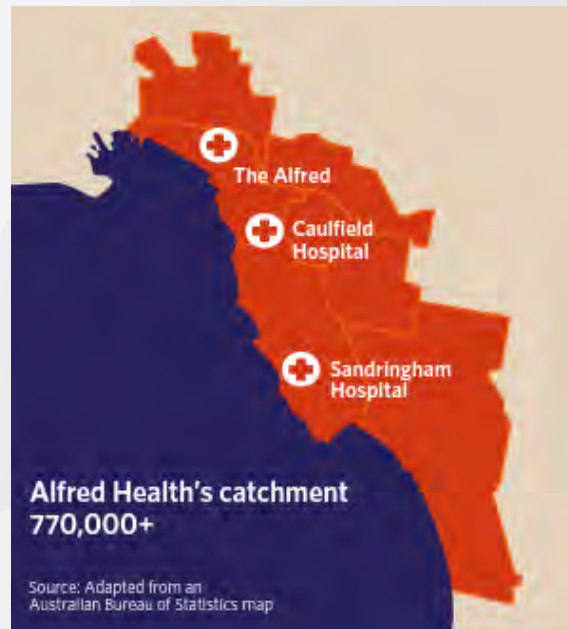 The Alfred
Caulfield
Hospital
Sandringham
Hospital
Alfred Health's catchment
770,000+
Source: Adapted from an
Australian Bureau of Statistics map